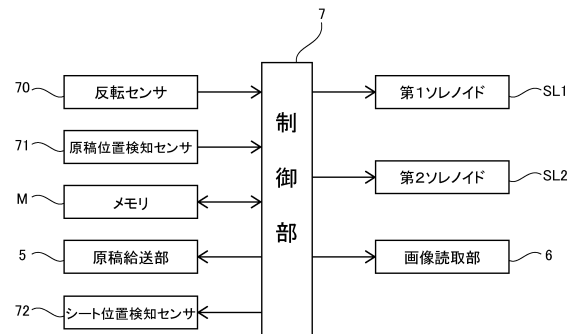 7
70
反転センサ
第1ソレノイド
SL1
71
原稿位置検知センサ
制御部
M
メモリ
第2ソレノイド
SL2
5
原稿給送部
画像読取部
6
72
シート位置検知センサ